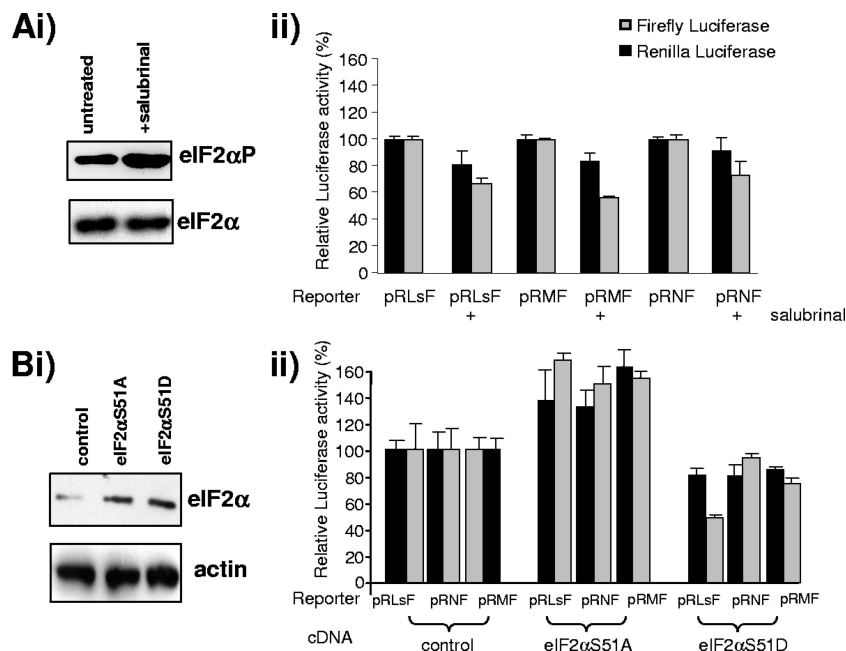 Ai)
untreated
+salubrinal
eIF2αP
eIF2α
ii)
Firefly Luciferase
Renilla Luciferase
Relative Luciferase activity (%)
160
140
120
100
80
60
40
20
0
Reporter pRLsF pRLsF pRMF pRMF pRNF pRNF
+ + + salubrinal
Bi)
control
eIF2αS51A
eIF2αS51D
eIF2α
actin
ii)
Relative Luciferase activity (%)
160
140
120
100
80
60
40
20
0
Reporter pRLsF pRNF pRMF pRLsF pRNF pRMF pRLsF pRNF pRMF
cDNA control eIF2αS51A eIF2αS51D